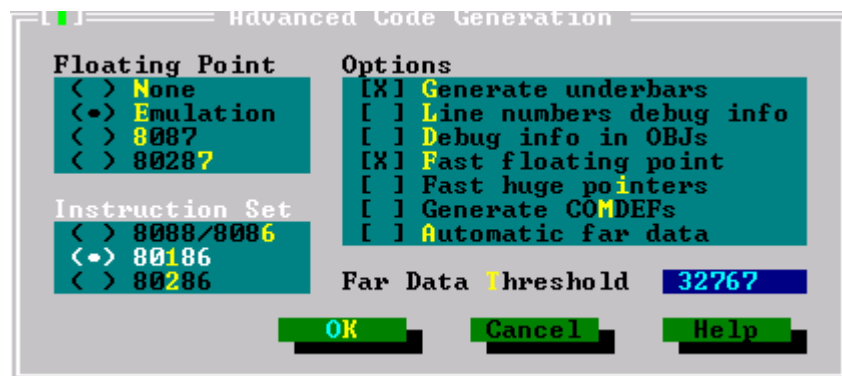 Advanced Code Generation
Floating Point
( ) None
(•) Emulation
( ) 8087
( ) 80287
Instruction Set
( ) 8088/8086
(•) 80186
( ) 80286
Options
[X] Generate underbars
[ ] Line numbers debug info
[ ] Debug info in OBJs
[X] Fast floating point
[ ] Fast huge pointers
[ ] Generate COMDEFs
[ ] Automatic far data
Far Data Threshold 32767
OK Cancel Help